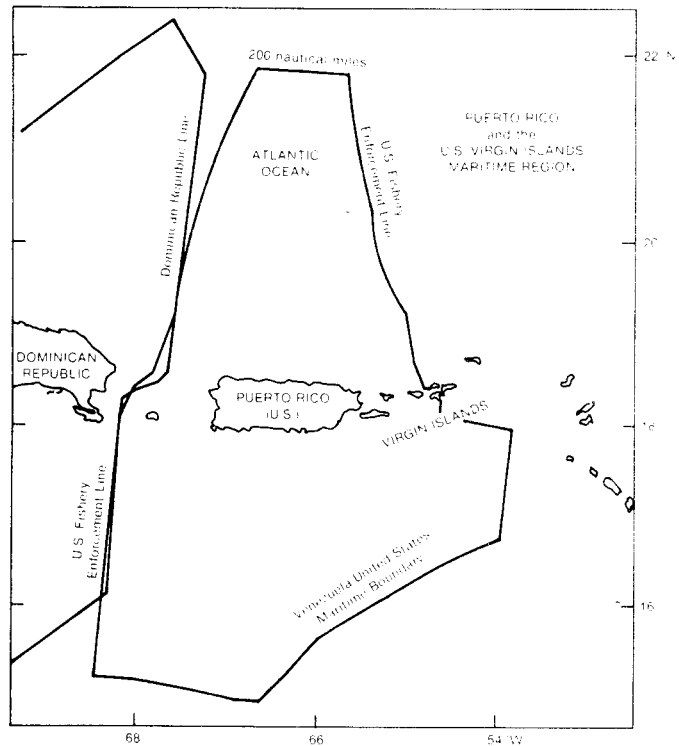 200 nautical miles
22 N
PUERTO RICO
and the
U.S. VIRGIN ISLANDS
MARITIME REGION
ATLANTIC
OCEAN
U.S. Fishery
Enforcement Line
Dominican Republic Line
20
DOMINICAN
REPUBLIC
PUERTO RICO
(U.S.)
VIRGIN ISLANDS
18
U.S. Fishery
Enforcement Line
Venezuela United States
Maritime Boundary
16
68
66
54 W